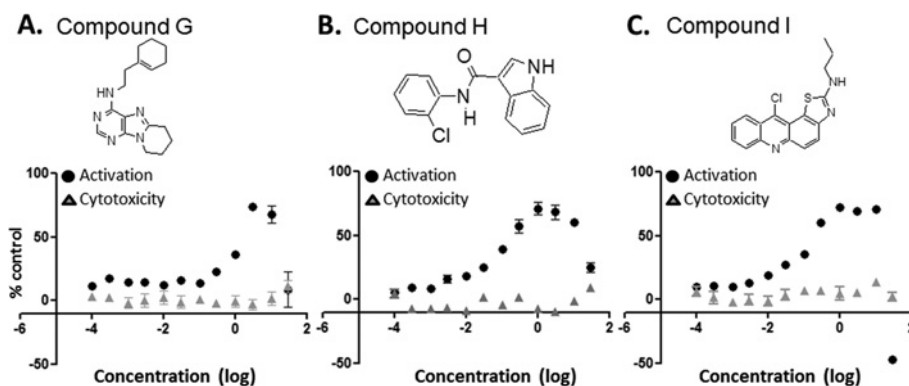 A. Compound G
B. Compound H
C. Compound I
HN
N
N
N
N
N
O
N
H
Cl
NH
Cl
N
S
N
NH
100
50
0
-50
% control
Activation
Cytotoxicity
-6 -4 -2 0 2
Concentration (log)
100
50
0
-50
Activation
Cytotoxicity
-6 -4 -2 0 2
Concentration (log)
100
50
0
-50
Activation
Cytotoxicity
-6 -4 -2 0 2
Concentration (log)